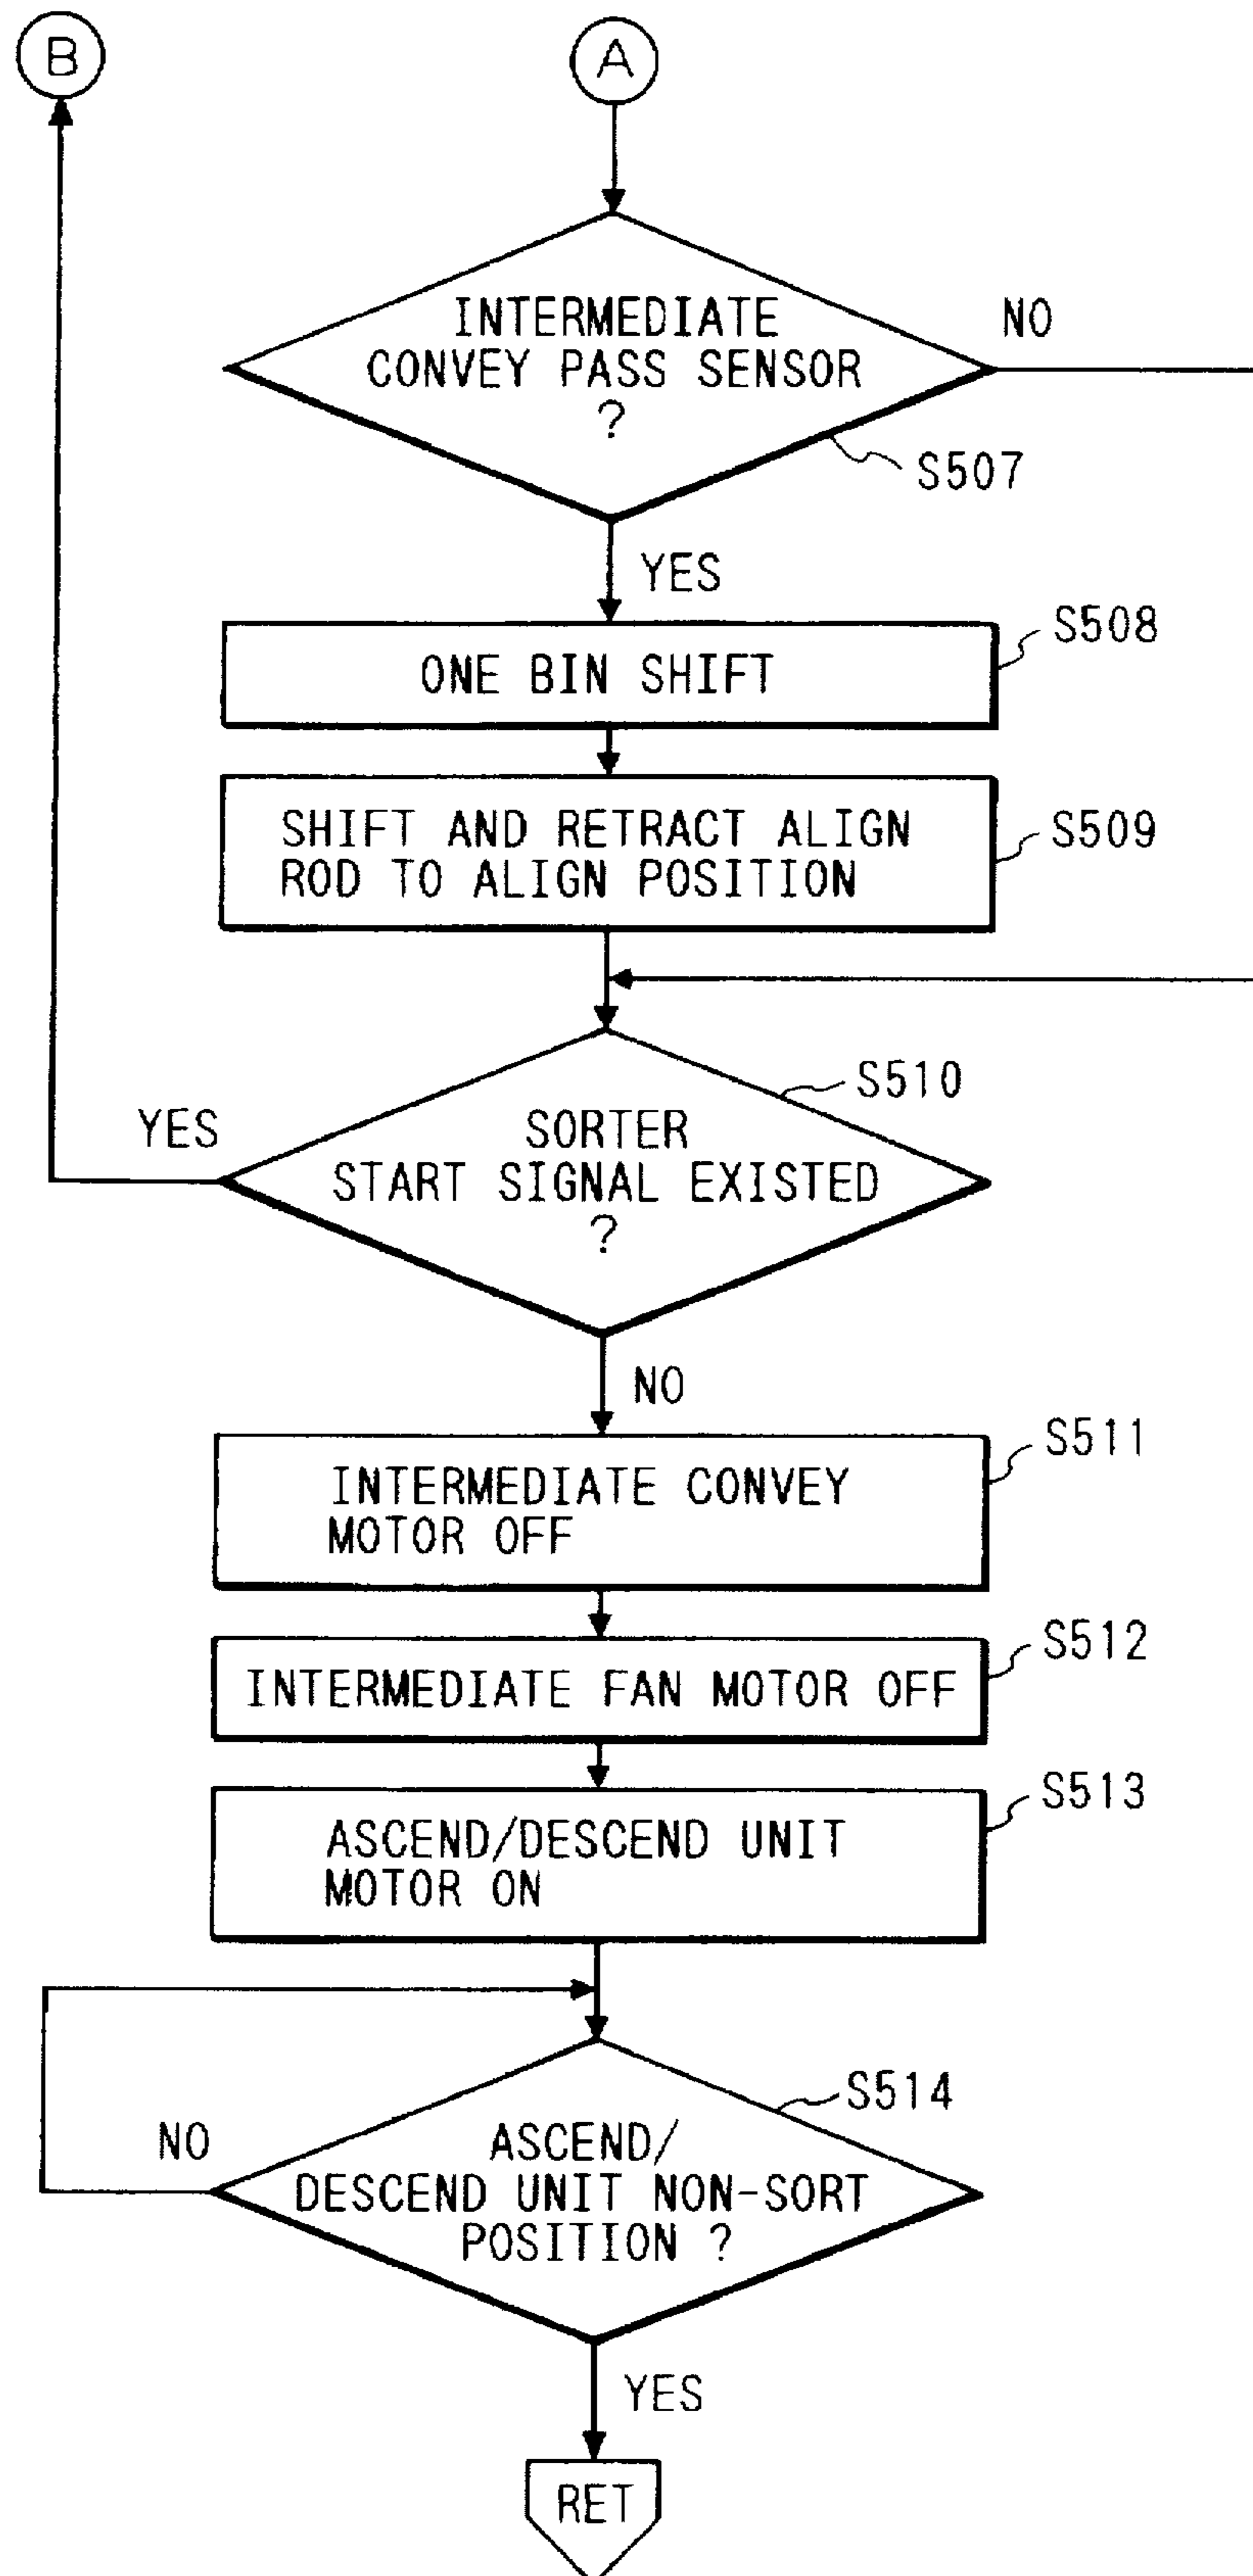 B
A
INTERMEDIATE
CONVEY PASS SENSOR
?
NO
S507
YES
ONE BIN SHIFT
S508
SHIFT AND RETRACT ALIGN
ROD TO ALIGN POSITION
S509
S510
YES
SORTER
START SIGNAL EXISTED
?
NO
S511
INTERMEDIATE CONVEY
MOTOR OFF
S512
INTERMEDIATE FAN MOTOR OFF
S513
ASCEND/DESCEND UNIT
MOTOR ON
S514
NO
ASCEND/
DESCEND UNIT NON-SORT
POSITION ?
YES
RET